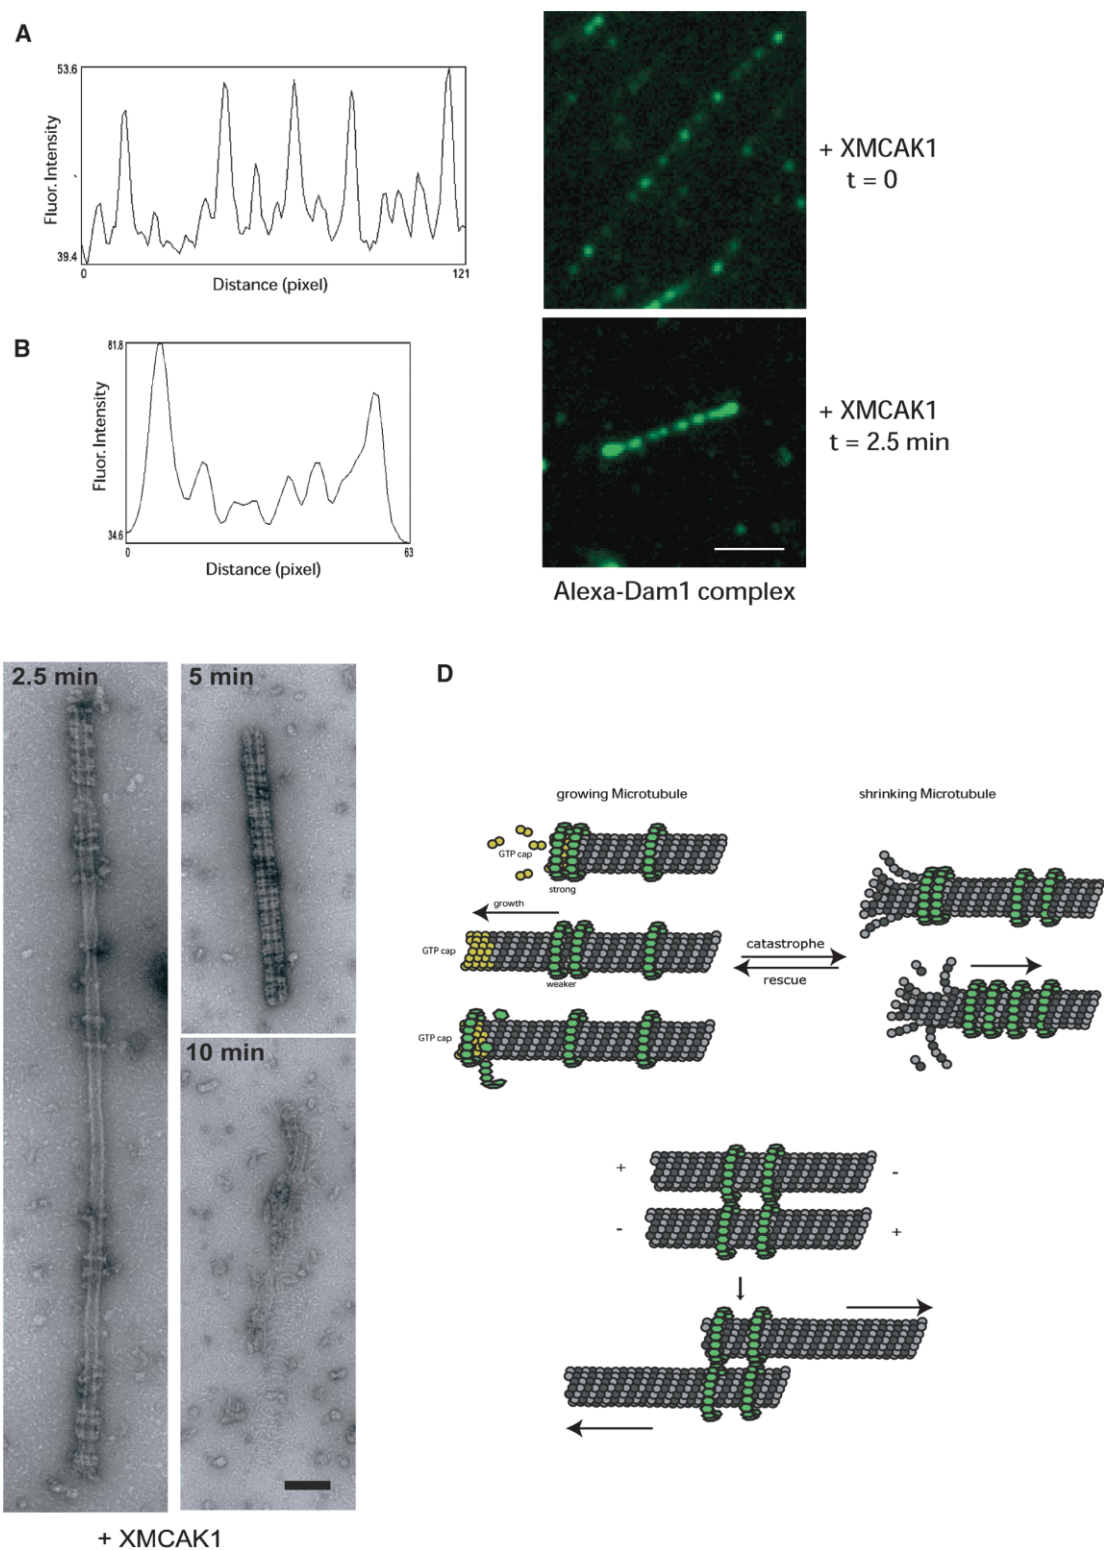 A
53.6
Fluor. Intensity
39.4
0
121
Distance (pixel)
+ XMCAK1
t = 0
B
81.8
Fluor. Intensity
34.6
0
63
Distance (pixel)
+ XMCAK1
t = 2.5 min
Alexa-Dam1 complex
2.5 min
5 min
10 min
+ XMCAK1
D
growing Microtubule
shrinking Microtubule
GTP cap
strong
growth
GTP cap
weaker
catastrophe
rescue
GTP cap
+
-
-
+